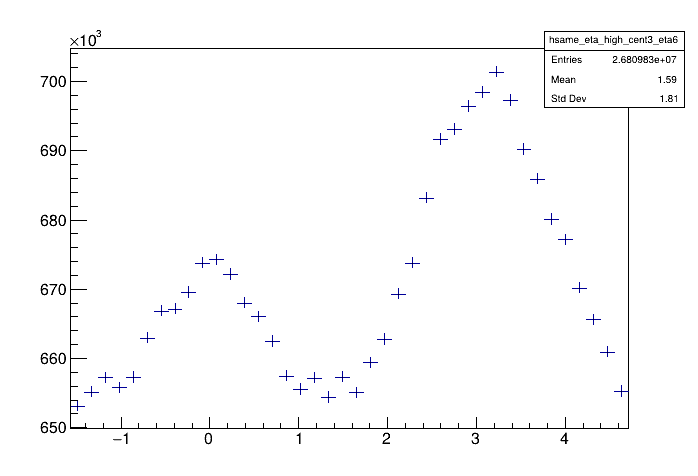 ×10³
hsame_eta_high_cent3_eta6
Entries 2.680983e+07
Mean 1.59
Std Dev 1.81
700
690
680
670
660
650
−1 0 1 2 3 4